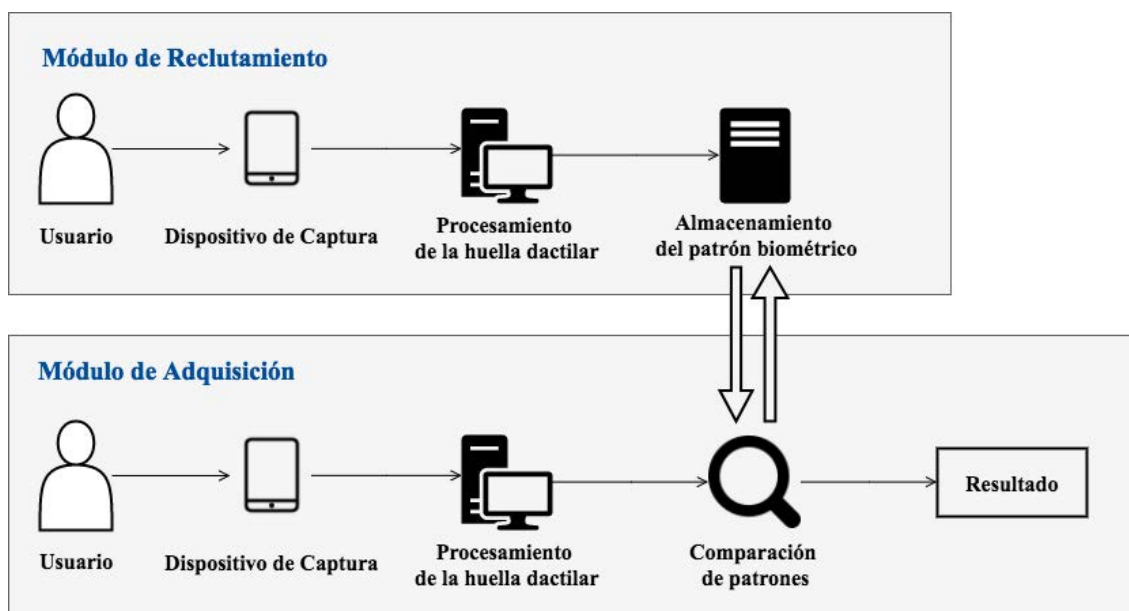 Módulo de Reclutamiento
Usuario
Dispositivo de Captura
Procesamiento
de la huella dactilar
Almacenamiento
del patrón biométrico
Módulo de Adquisición
Usuario
Dispositivo de Captura
Procesamiento
de la huella dactilar
Comparación
de patrones
Resultado